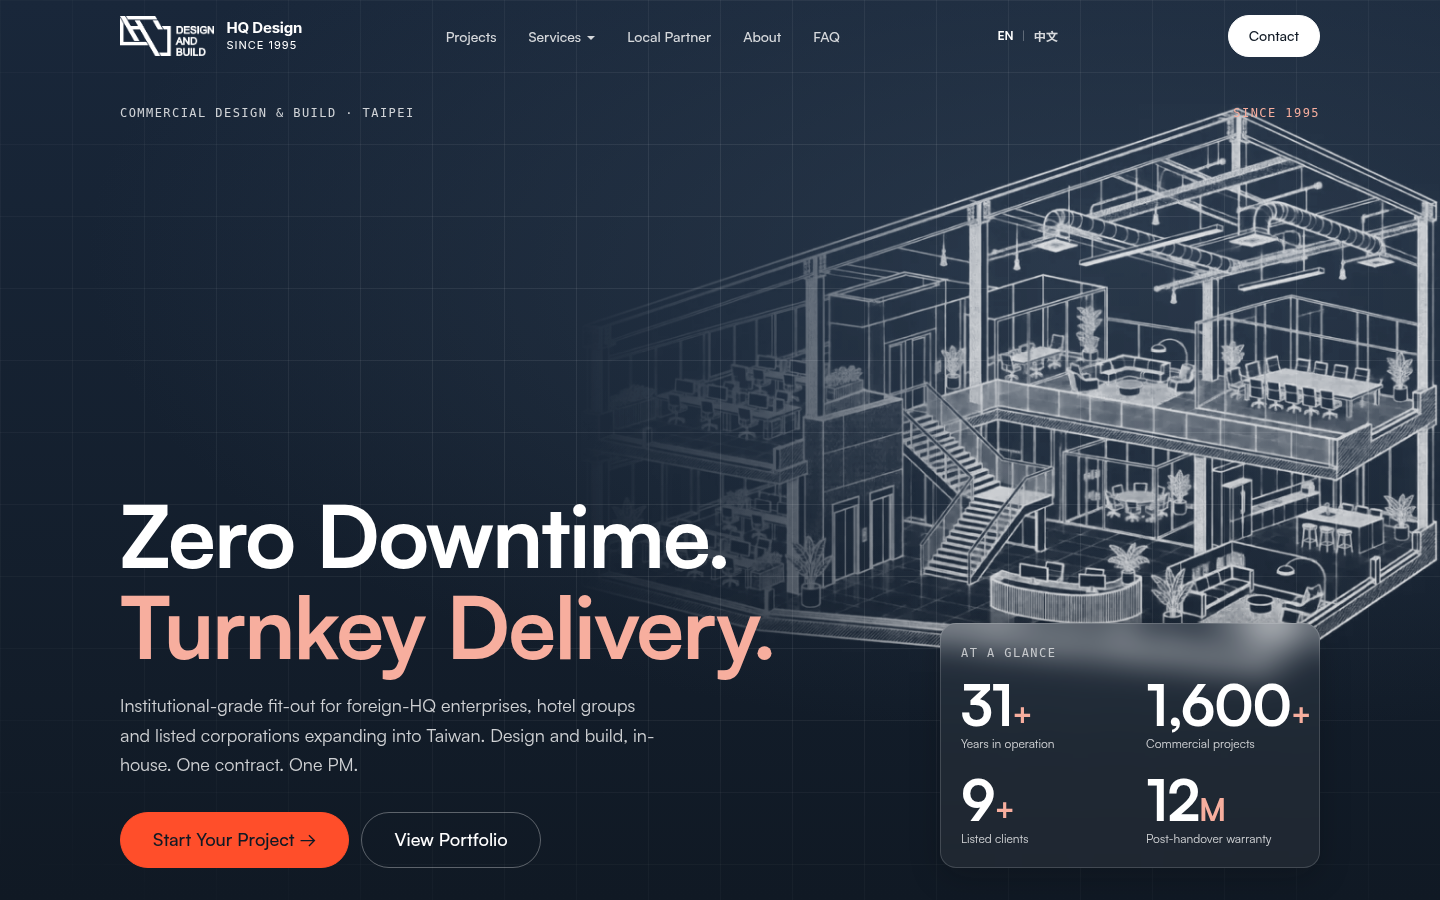 DESIGN
AND
BUILD
HQ Design
SINCE 1995
Projects
Services
Local Partner
About
FAQ
EN | 中文
Contact
COMMERCIAL DESIGN & BUILD · TAIPEI
SINCE 1995
Zero Downtime.
Turnkey Delivery.
Institutional-grade fit-out for foreign-HQ enterprises, hotel groups
and listed corporations expanding into Taiwan. Design and build, in-
house. One contract. One PM.
Start Your Project →
View Portfolio
AT A GLANCE
31+
Years in operation
1,600+
Commercial projects
9+
Listed clients
12M
Post-handover warranty